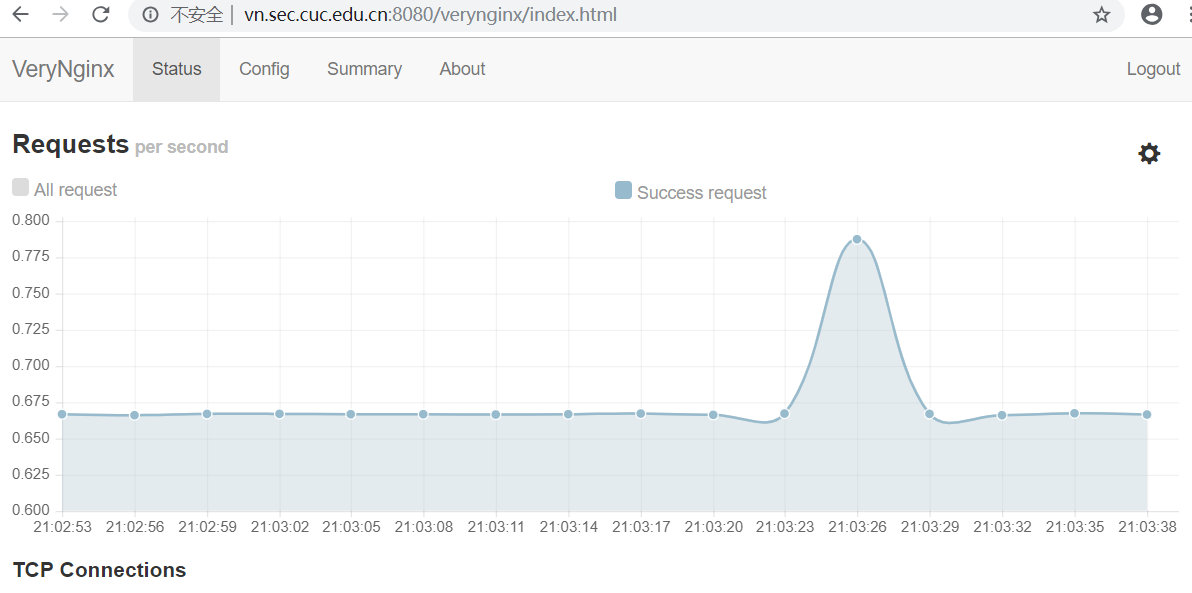 不安全 | vn.sec.cuc.edu.cn:8080/verynginx/index.html
VeryNginx Status Config Summary About Logout
Requests per second
All request Success request
0.800
0.775
0.750
0.725
0.700
0.675
0.650
0.625
0.600
21:02:53 21:02:56 21:02:59 21:03:02 21:03:05 21:03:08 21:03:11 21:03:14 21:03:17 21:03:20 21:03:23 21:03:26 21:03:29 21:03:32 21:03:35 21:03:38
TCP Connections